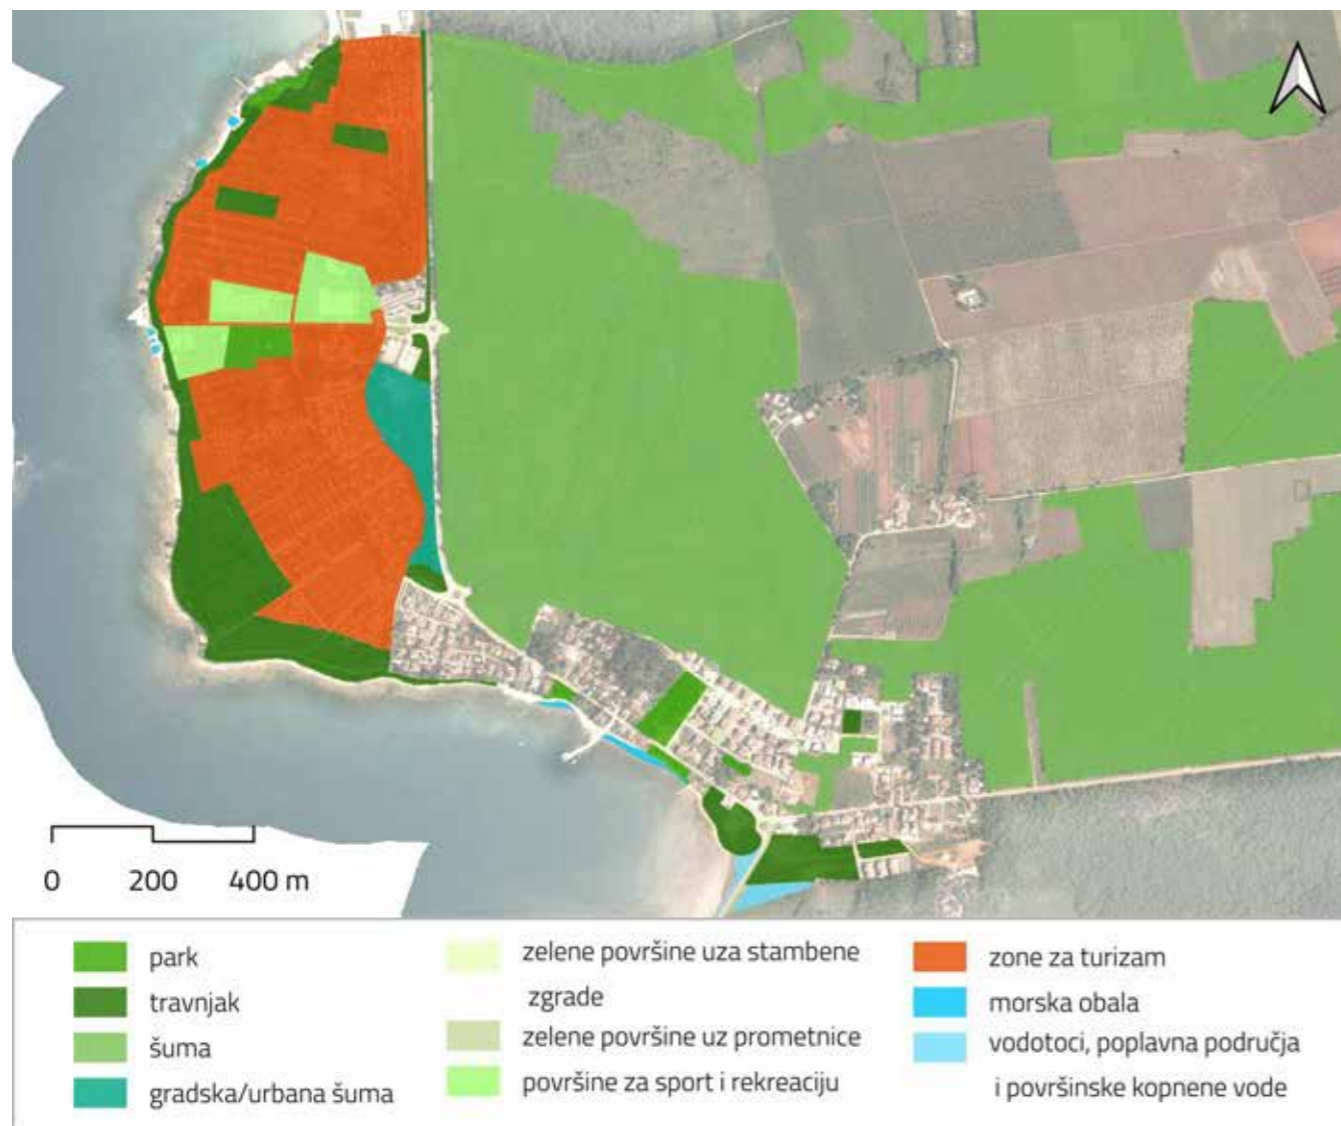 0 200 400 m
park
travnjak
šuma
gradska/urbana šuma
zelene površine uza stambene
zgrade
zelene površine uz prometnice
površine za sport i rekreaciju
zone za turizam
morska obala
vodotoci, poplavna područja
i površinske kopnene vode